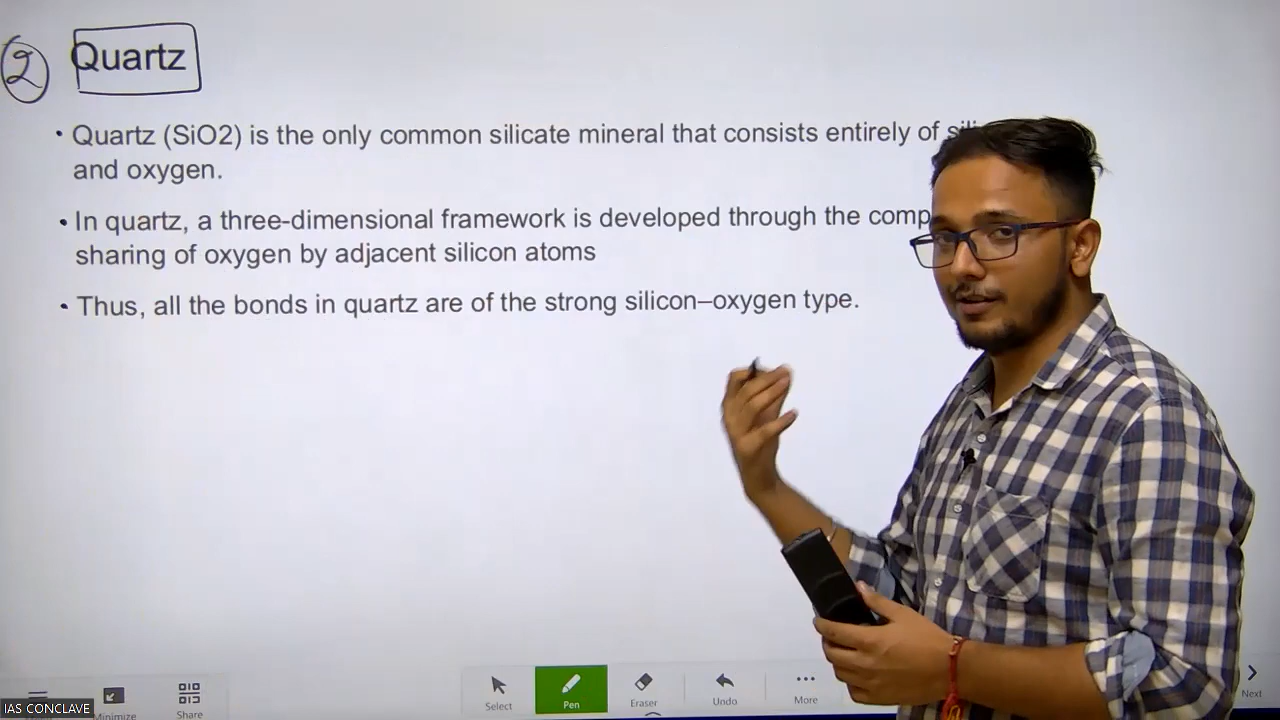 2 Quartz
• Quartz (SiO2) is the only common silicate mineral that consists entirely of
and oxygen.
• In quartz, a three-dimensional framework is developed through the
sharing of oxygen by adjacent silicon atoms
• Thus, all the bonds in quartz are of the strong silicon–oxygen type.
IAS CONCLAVE
Share
Select
Pen
Eraser
Undo
More
Next